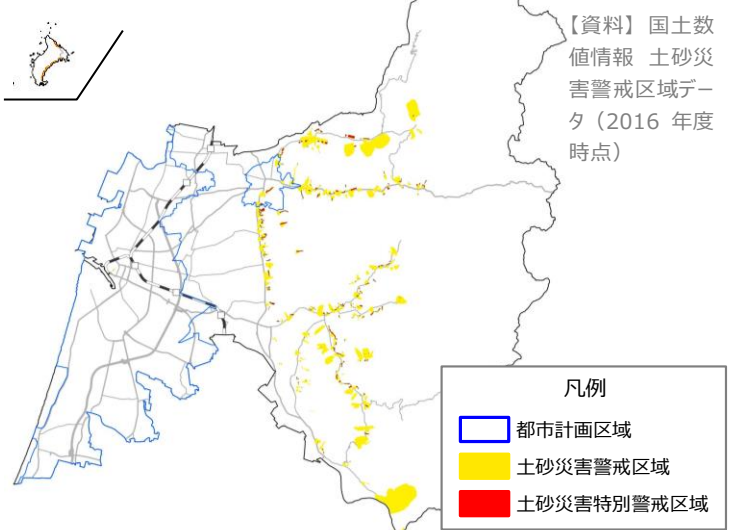 【資料】国土数
値情報 土砂災
害警戒区域デー
タ（2016 年度
時点）
凡例
都市計画区域
土砂災害警戒区域
土砂災害特別警戒区域